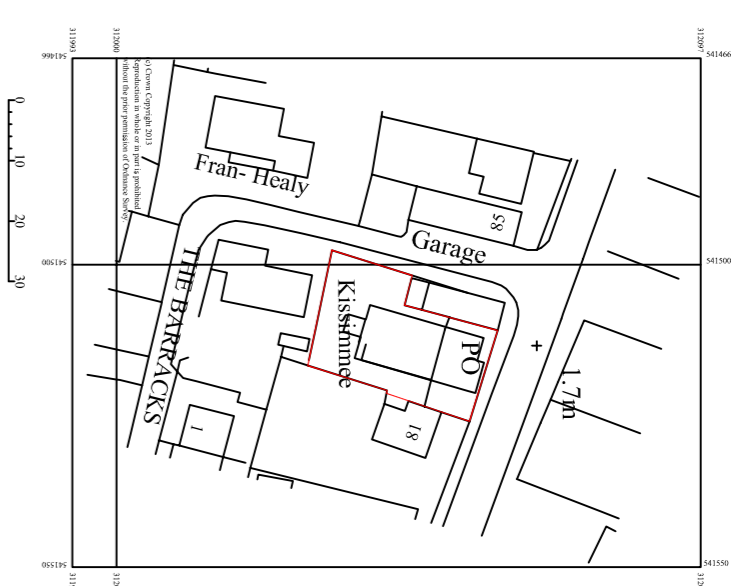 311993
312000
312097
541466
541466
(c) Crown Copyright 2013
Reproduction in whole or in part is prohibited
without the prior permission of Ordnance Survey.
Fran- Healy
85
Garage
0
10
20
30
541500
541500
THE BARRACKS
Kissimmee
PO
1.7m
1
18
541550
541550